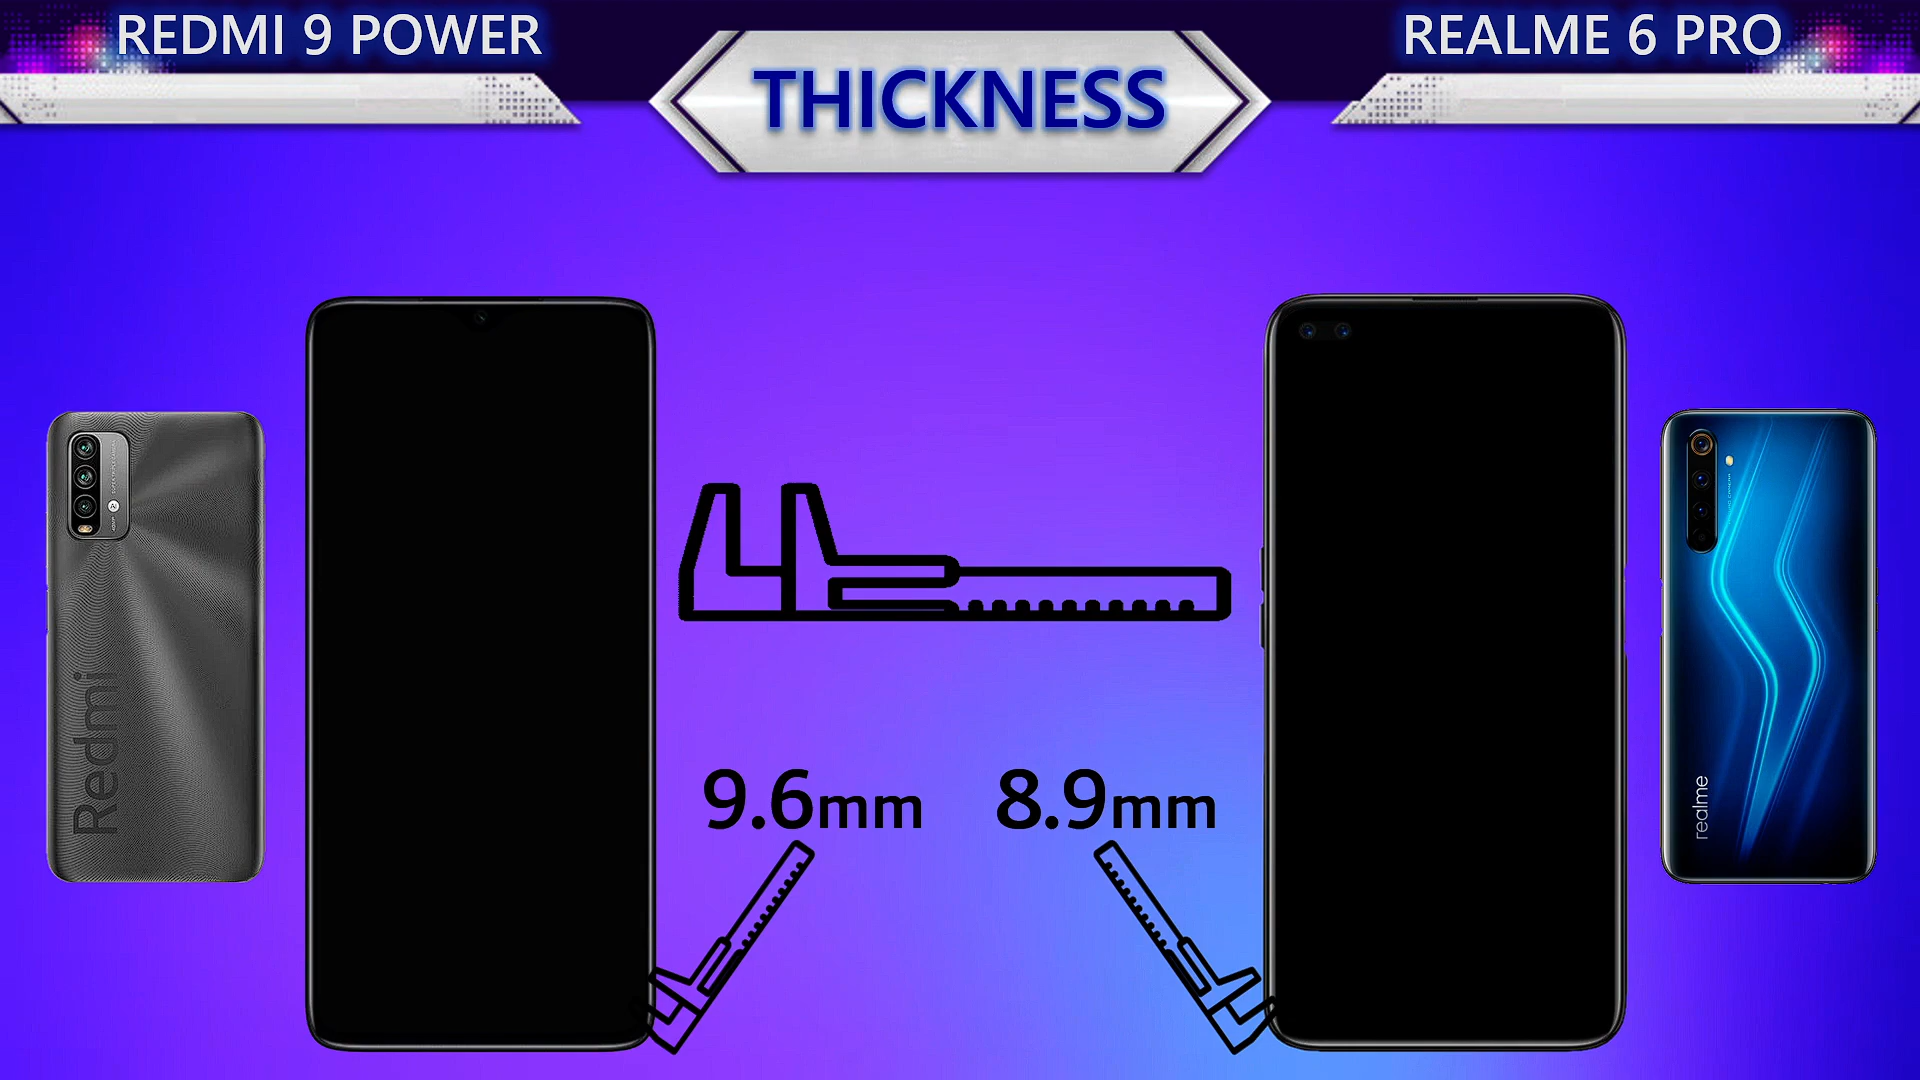 REDMI 9 POWER
THICKNESS
REALME 6 PRO
Redmi
realme
9.6mm
8.9mm